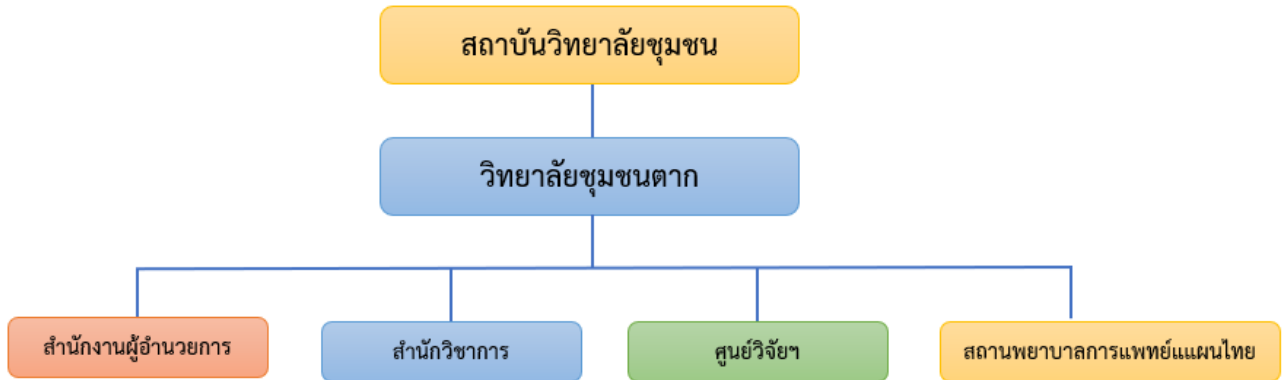 สถาบันวิทยาลัยชุมชน
วิทยาลัยชุมชนตาก
สำนักงานผู้อำนวยการ
สำนักวิชาการ
ศูนย์วิจัยฯ
สถานพยาบาลการแพทย์แแผนไทย